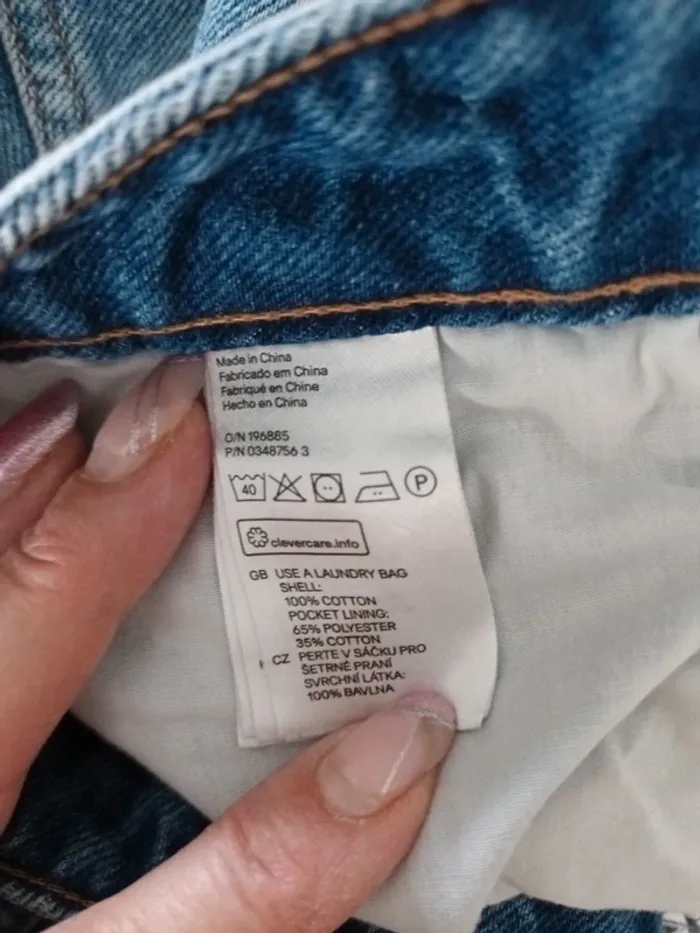 Made in China
Fabricado em China
Fabriqué en Chine
Hecho en China
O/N 196885
P/N 0348756 3
40 P
clevercare.info
GB USE A LAUNDRY BAG
SHELL:
100% COTTON
POCKET LINING:
65% POLYESTER
35% COTTON
CZ PERTE V SÁČKU PRO
ŠETRNÉ PRANÍ
SVRCHNÍ LÁTKA:
100% BAVLNA